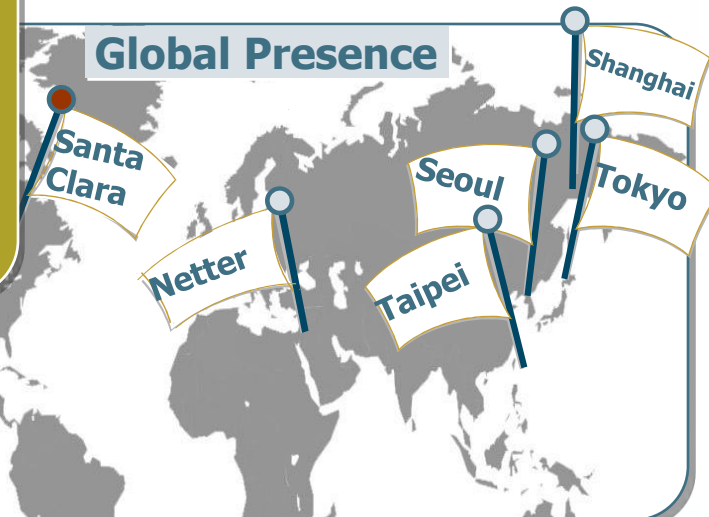 Global Presence
Shanghai
Santa
Clara
Seoul
Tokyo
Netter
Taipei